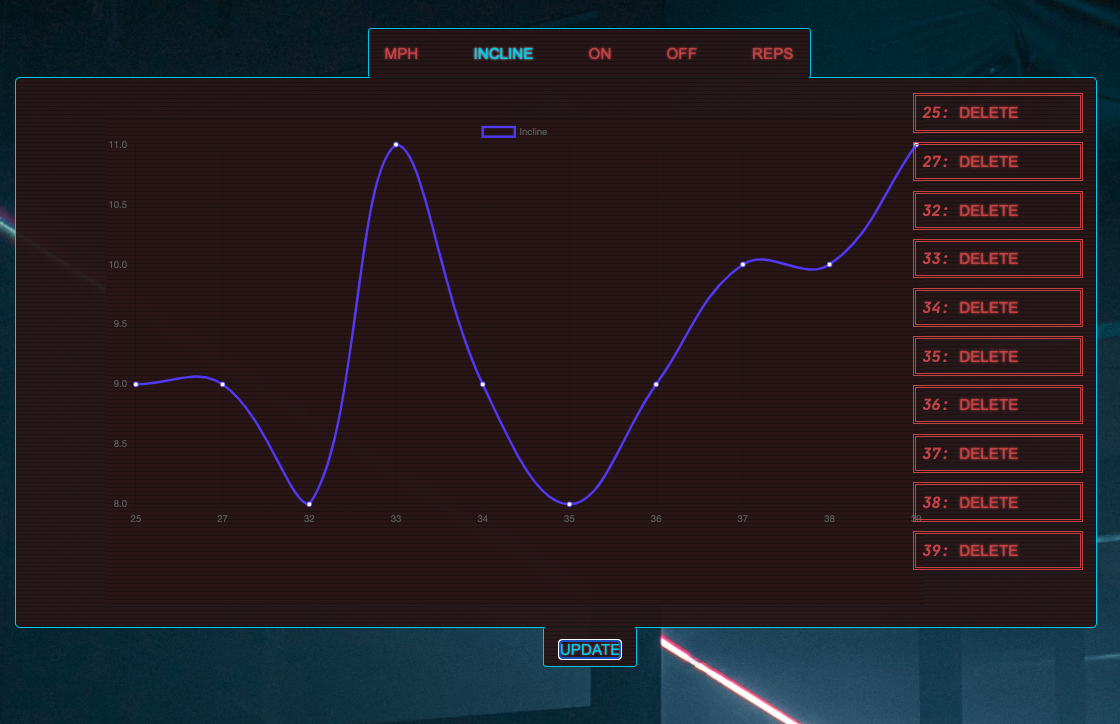 MPH INCLINE ON OFF REPS
Incline
11.0
10.5
10.0
9.5
9.0
8.5
8.0
25 27 32 33 34 35 36 37 38 39
25: DELETE
27: DELETE
32: DELETE
33: DELETE
34: DELETE
35: DELETE
36: DELETE
37: DELETE
38: DELETE
39: DELETE
UPDATE